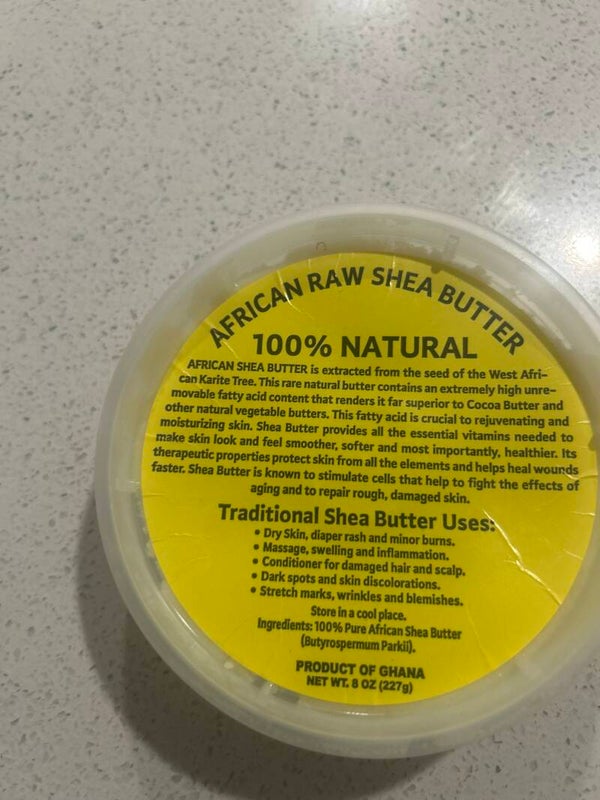 AFRICAN RAW SHEA BUTTER
100% NATURAL
AFRICAN SHEA BUTTER is extracted from the seed of the West Afri-
can Karite Tree. This rare natural butter contains an extremely high unre-
movable fatty acid content that renders it far superior to Cocoa Butter and
other natural vegetable butters. This fatty acid is crucial to rejuvenating and
moisturizing skin. Shea Butter provides all the essential vitamins needed to
make skin look and feel smoother, softer and most importantly, healthier. Its
therapeutic properties protect skin from all the elements and helps heal wounds
faster. Shea Butter is known to stimulate cells that help to fight the effects of
aging and to repair rough, damaged skin.
Traditional Shea Butter Uses:
• Dry Skin, diaper rash and minor burns.
• Massage, swelling and inflammation.
• Conditioner for damaged hair and scalp.
• Dark spots and skin discolorations.
• Stretch marks, wrinkles and blemishes.
Store in a cool place.
Ingredients: 100% Pure African Shea Butter
(Butyrospermum Parkii).
PRODUCT OF GHANA
NET WT. 8 OZ (227g)